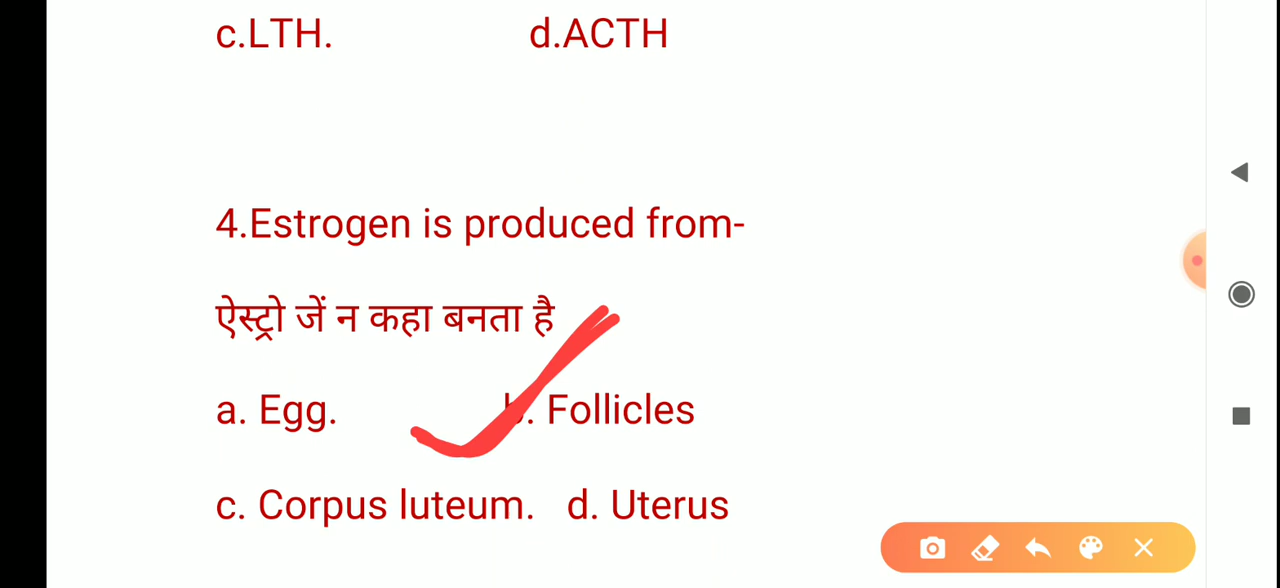 c.LTH. d.ACTH
4.Estrogen is produced from-
ऐस्ट्रो जें न कहा बनता है
a. Egg. b. Follicles
c. Corpus luteum. d. Uterus